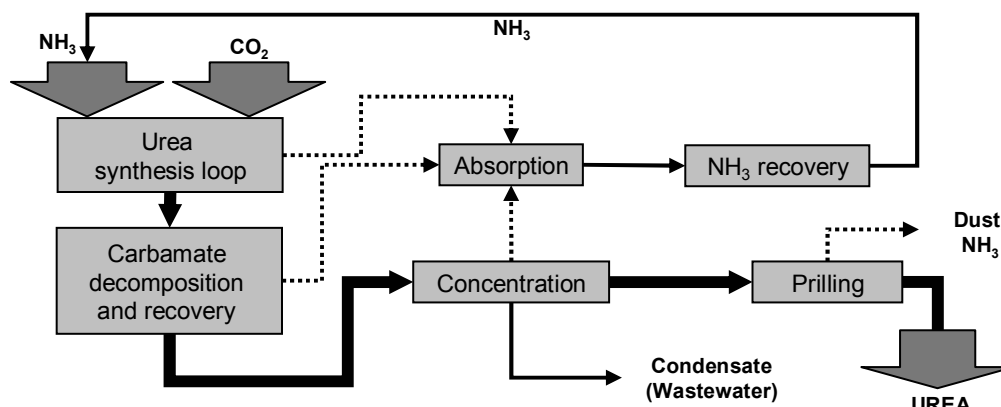 NH₃
NH₃
CO₂
Urea
synthesis loop
Absorption
NH₃ recovery
Carbamate
decomposition
and recovery
Concentration
Prilling
Dust
NH₃
Condensate
(Wastewater)
UREA